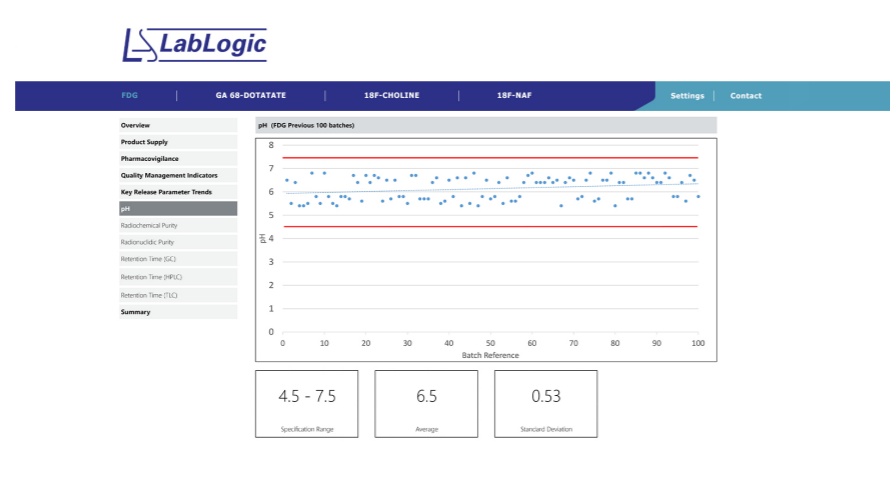 LabLogic
FDG | GA 68-DOTATATE | 18F-CHOLINE | 18F-NAF
Settings | Contact
Overview
Product Supply
Pharmacovigilance
Quality Management Indicators
Key Release Parameter Trends
pH
Radiochemical Purity
Radionuclidic Purity
Retention Time (GC)
Retention Time (HPLC)
Retention Time (TLC)
Summary
pH (FDG Previous 100 batches)
8
7
6
5
4
3
2
1
0
pH
0 10 20 30 40 50 60 70 80 90 100
Batch Reference
4.5 - 7.5
Specification Range
6.5
Average
0.53
Standard Deviation